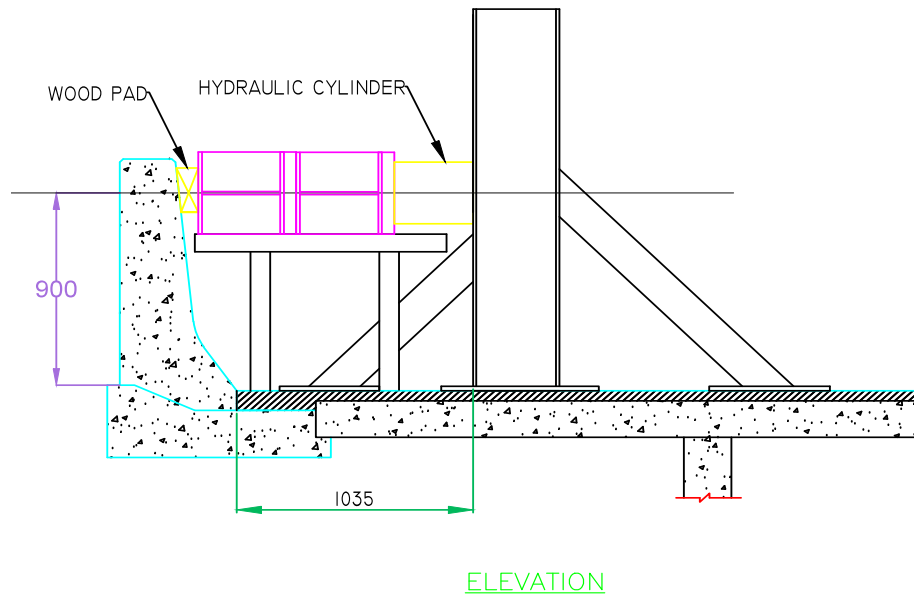 HYDRAULIC CYLINDER
WOOD PAD
900
1035
ELEVATION